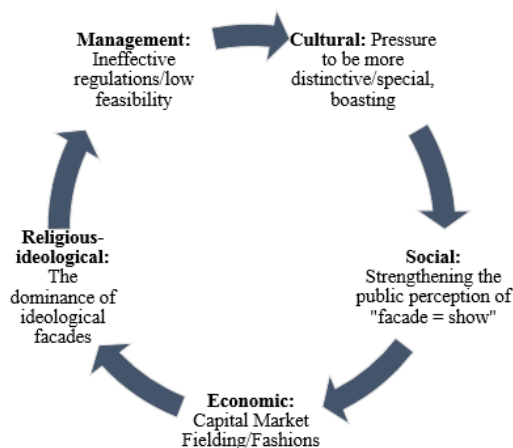 Management:
Ineffective
regulations/low
feasibility
Cultural: Pressure
to be more
distinctive/special,
boasting
Social:
Strengthening the
public perception of
"facade = show"
Economic:
Capital Market
Fielding/Fashions
Religious-
ideological:
The
dominance of
ideological
facades